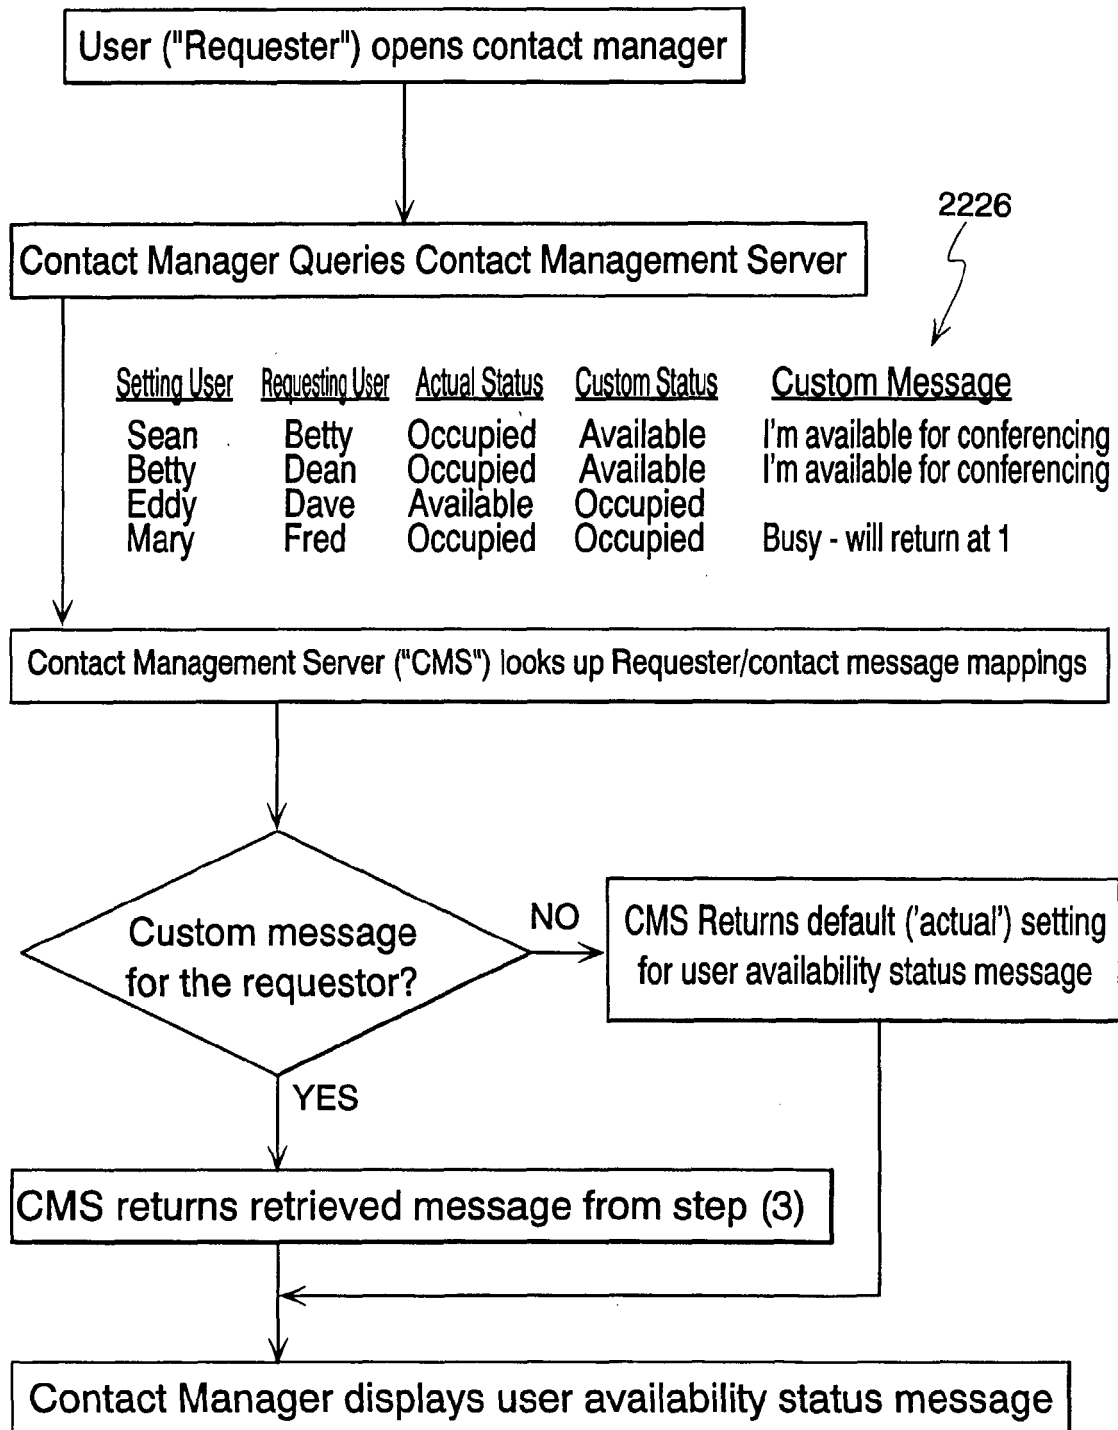 User ("Requester") opens contact manager
2226
Contact Manager Queries Contact Management Server
Setting User Requesting User Actual Status Custom Status Custom Message
Sean Betty Occupied Available I'm available for conferencing
Betty Dean Occupied Available I'm available for conferencing
Eddy Dave Available Occupied
Mary Fred Occupied Occupied Busy - will return at 1
Contact Management Server ("CMS") looks up Requester/contact message mappings
Custom message
for the requestor?
NO
CMS Returns default ('actual') setting
for user availability status message
YES
CMS returns retrieved message from step (3)
Contact Manager displays user availability status message